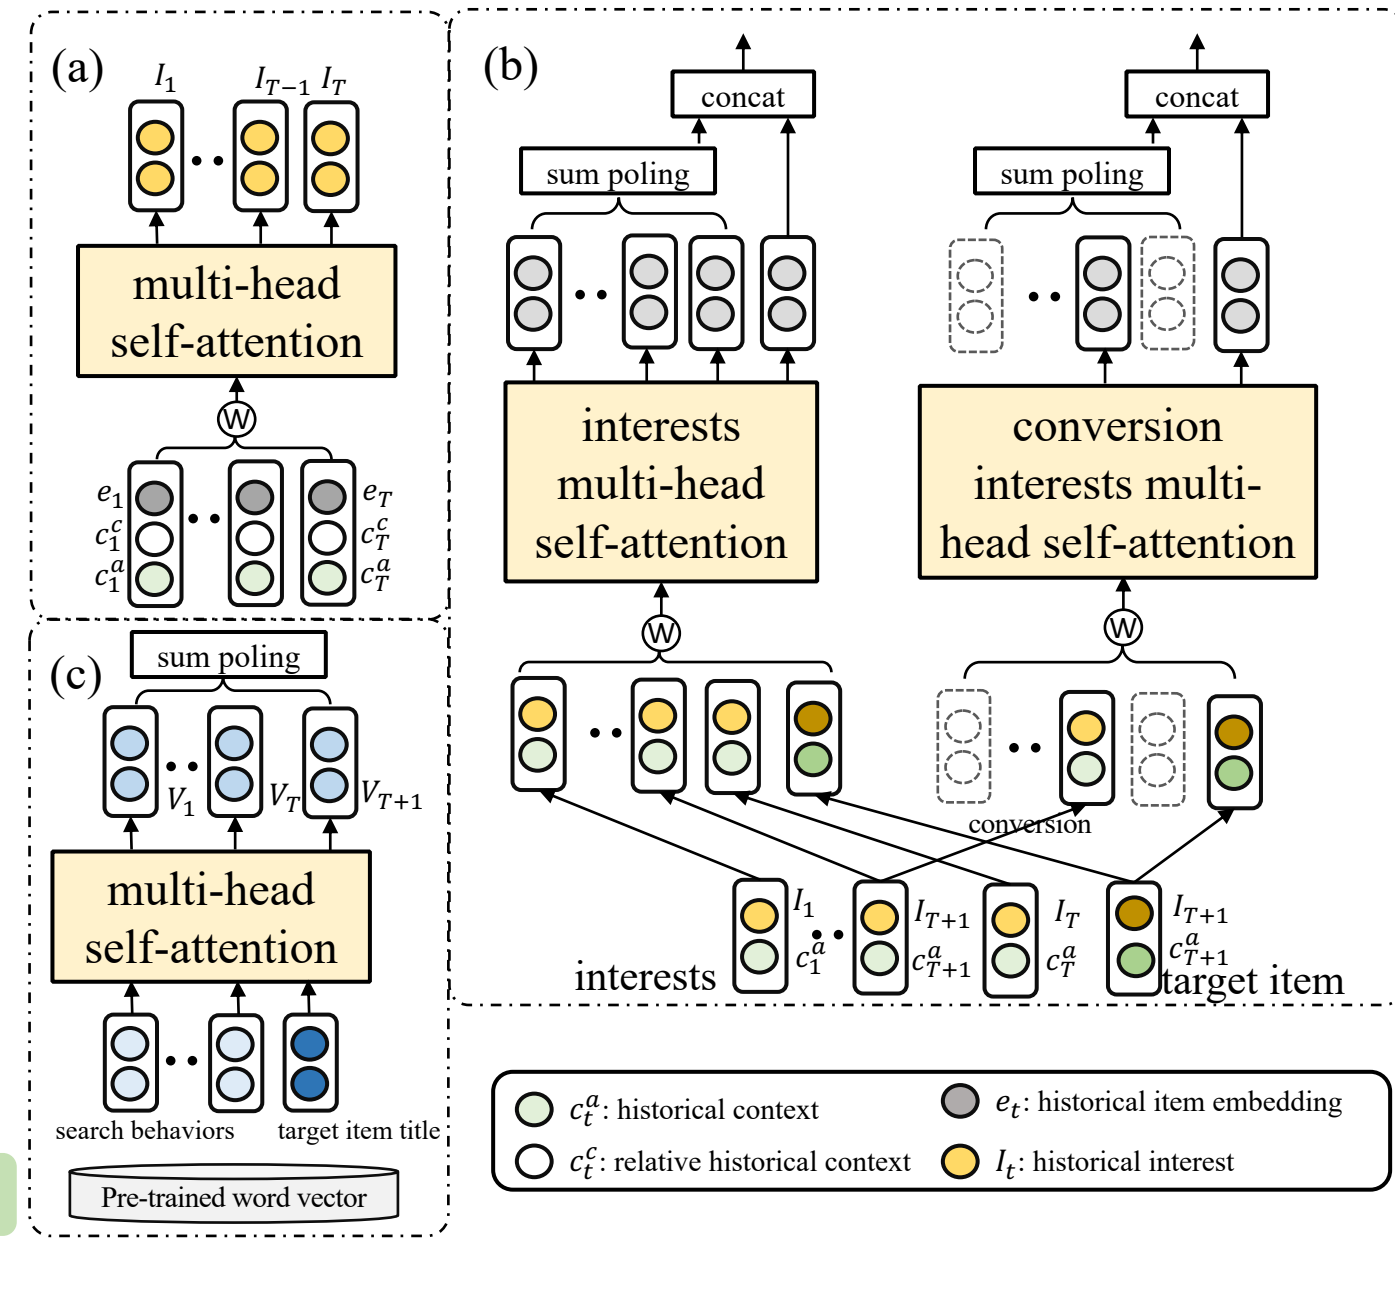 (a)
I_1 I_{T−1} I_T
multi-head
self-attention
W
e_1 e_T
c_1^c c_T^c
c_1^a c_T^a
(b)
concat
sum poling
interests
multi-head
self-attention
W
concat
sum poling
conversion
interests multi-
head self-attention
W
conversion
I_1 I_{T+1} I_T I_{T+1}
c_1^a c_{T+1}^a c_T^a c_{T+1}^a
interests
target item
(c)
sum poling
V_1 V_T V_{T+1}
multi-head
self-attention
search behaviors target item title
Pre-trained word vector
c_t^a: historical context
e_t: historical item embedding
c_t^c: relative historical context
I_t: historical interest